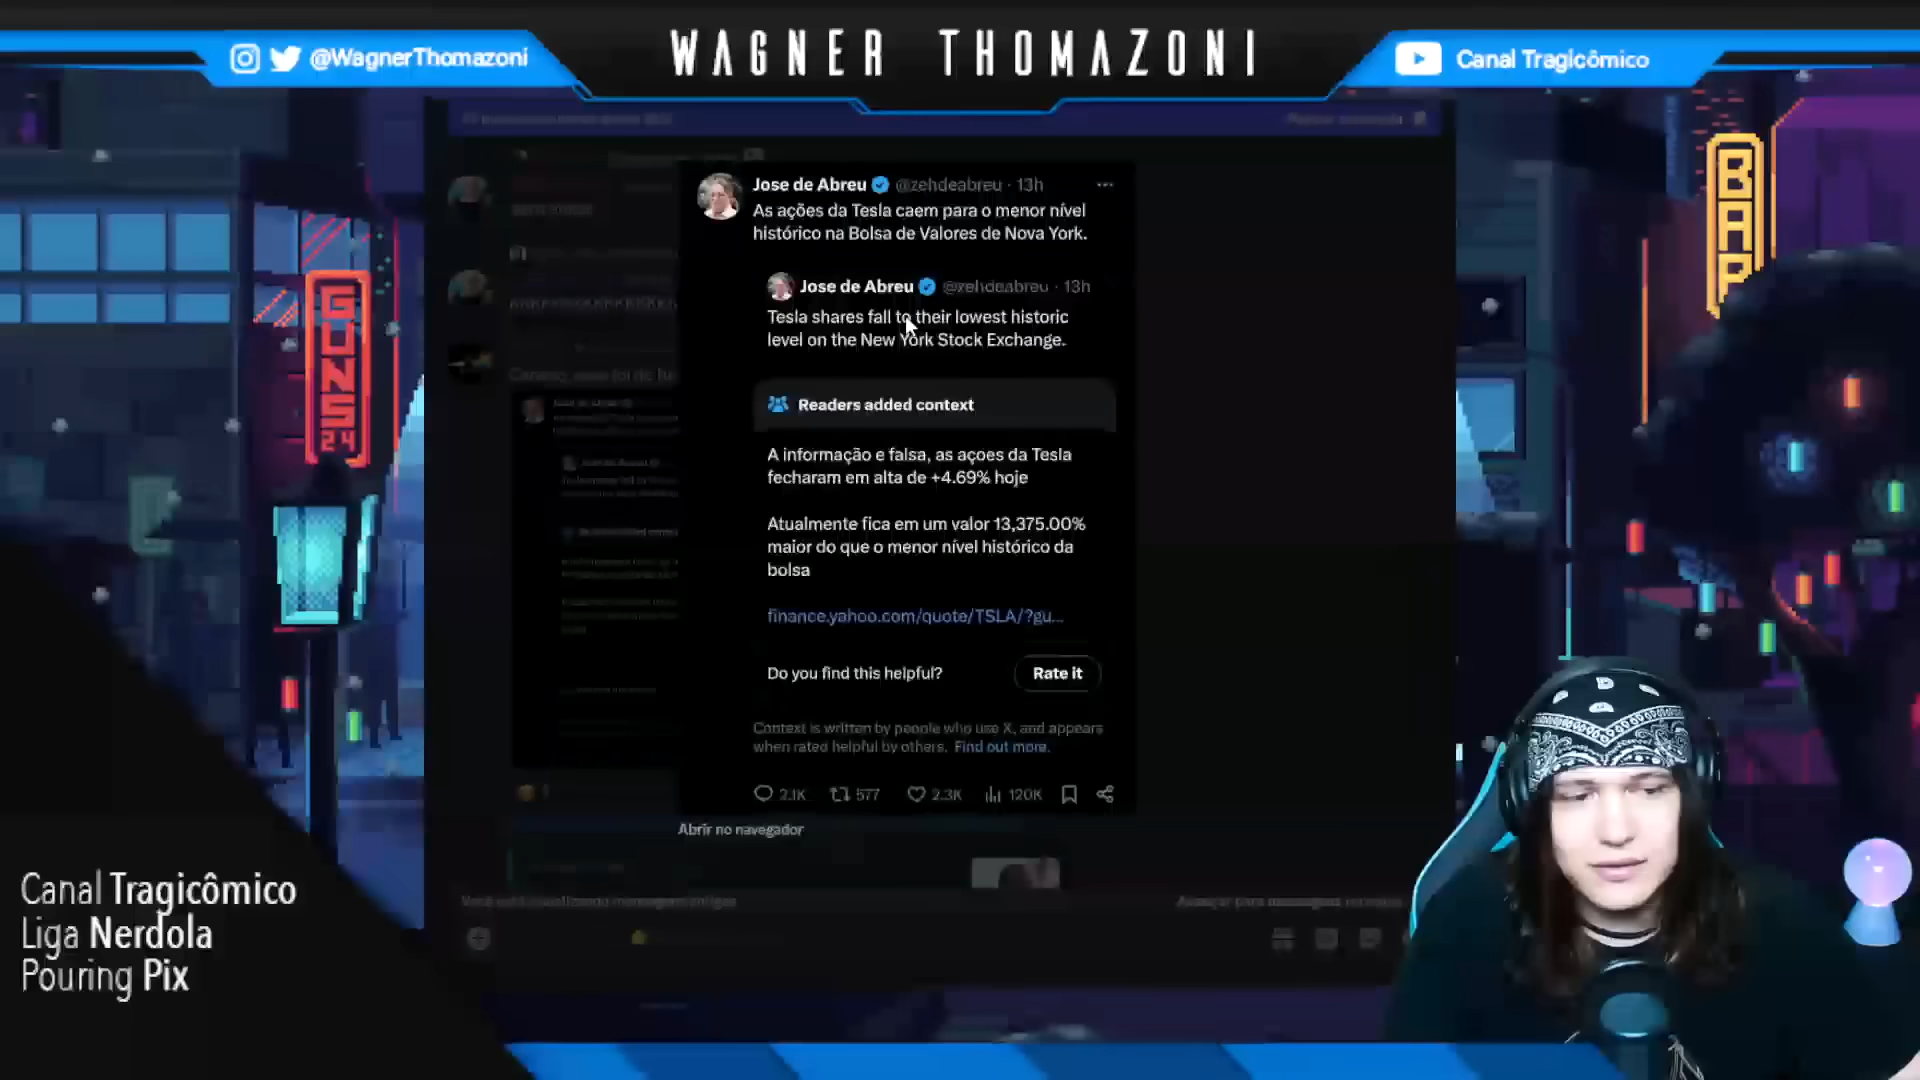 @WagnerThomazoni
WAGNER THOMAZONI
Canal Tragicômico
Jose de Abreu @zehdeabreu · 13h
As ações da Tesla caem para o menor nível
histórico na Bolsa de Valores de Nova York.
Jose de Abreu @zehdeabreu · 13h
Tesla shares fall to their lowest historic
level on the New York Stock Exchange.
Readers added context
A informação e falsa, as açoes da Tesla
fecharam em alta de +4.69% hoje
Atualmente fica em um valor 13,375.00%
maior do que o menor nível histórico da
bolsa
finance.yahoo.com/quote/TSLA/?gu...
Do you find this helpful? Rate it
Context is written by people who use X, and appears
when rated helpful by others. Find out more.
2.1K 577 2.3K 120K
Abrir no navegador
Você está visualizando mensagens antigas
GUNS
24
BAR
Canal Tragicômico
Liga Nerdola
Pouring Pix